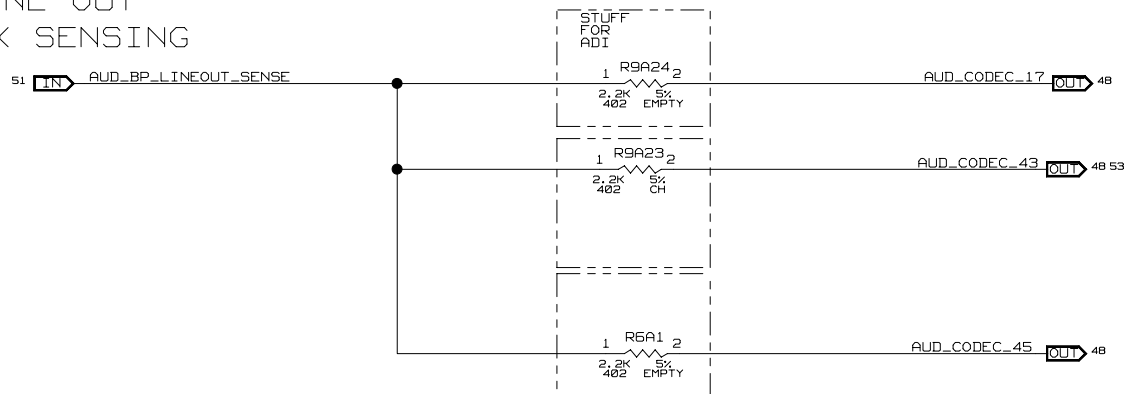 OUT
SENSING
STUFF
FOR
ADI
51 IN AUD_BP_LINEOUT_SENSE
1 R9A24 2
2.2K 5%
402 EMPTY
AUD_CODEC_17 OUT 48
1 R9A23 2
2.2K 5%
402 CH
AUD_CODEC_43 OUT 48 53
1 R6A1 2
2.2K 5%
402 EMPTY
AUD_CODEC_45 OUT 48